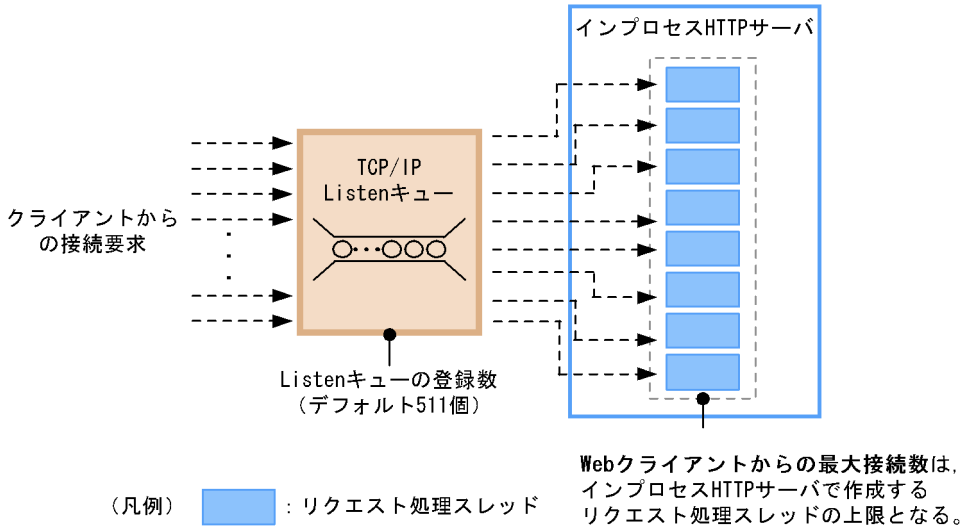 インプロセスHTTPサーバ
TCP/IP
Listenキュー
クライアントから
の接続要求
Listenキューの登録数
（デフォルト511個）
Webクライアントからの最大接続数は，
インプロセスHTTPサーバで作成する
リクエスト処理スレッドの上限となる。
（凡例）
：リクエスト処理スレッド